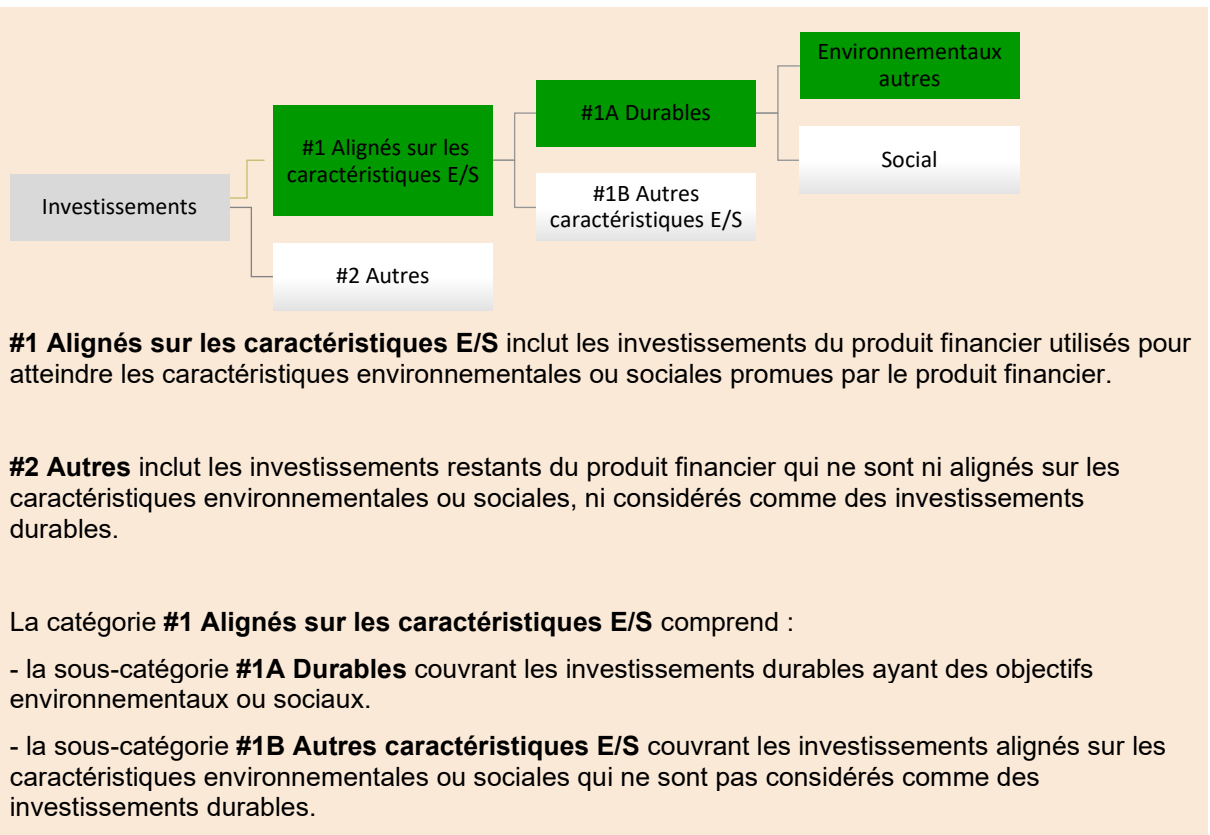 Environnementaux
autres
#1A Durables
#1 Alignés sur les
caractéristiques E/S
Social
#1B Autres
caractéristiques E/S
Investissements
#2 Autres
#1 Alignés sur les caractéristiques E/S inclut les investissements du produit financier utilisés pour
atteindre les caractéristiques environnementales ou sociales promues par le produit financier.
#2 Autres inclut les investissements restants du produit financier qui ne sont ni alignés sur les
caractéristiques environnementales ou sociales, ni considérés comme des investissements
durables.
La catégorie #1 Alignés sur les caractéristiques E/S comprend :
- la sous-catégorie #1A Durables couvrant les investissements durables ayant des objectifs
environnementaux ou sociaux.
- la sous-catégorie #1B Autres caractéristiques E/S couvrant les investissements alignés sur les
caractéristiques environnementales ou sociales qui ne sont pas considérés comme des
investissements durables.